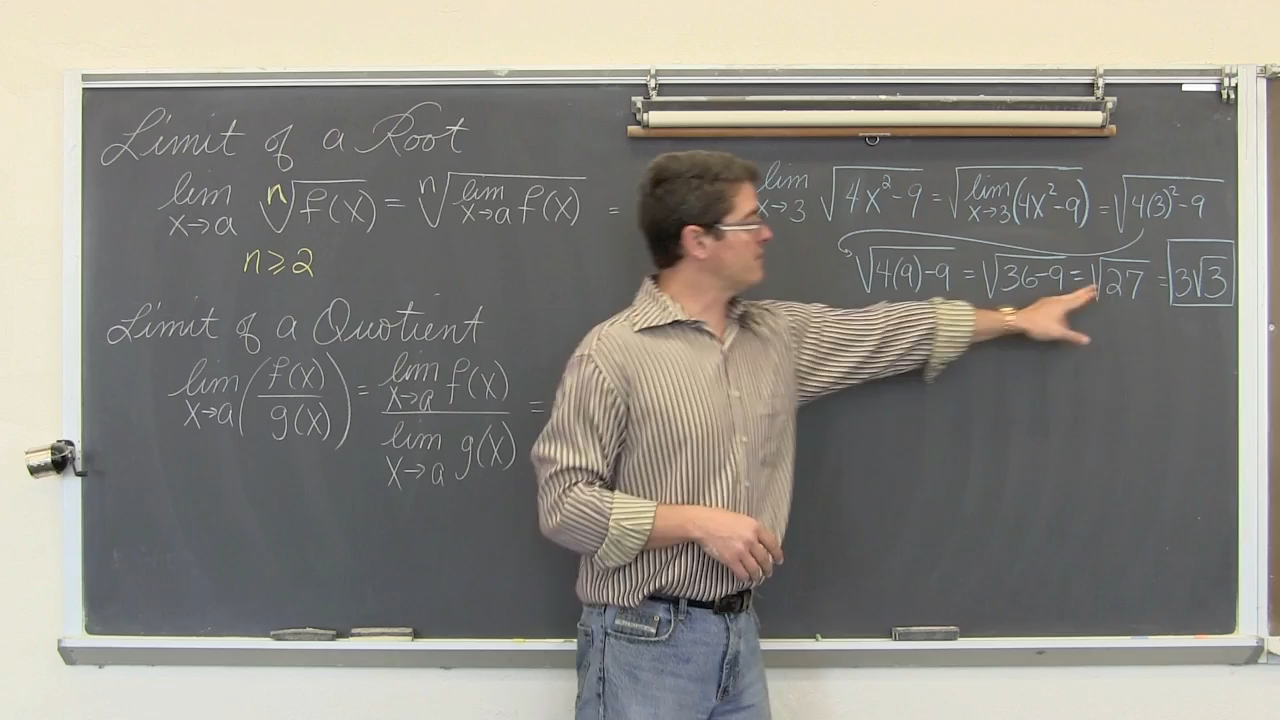 Limit of a Root
lim x→a ⁿ√f(x) = ⁿ√lim x→a f(x) =
n ≥ 2
Limit of a Quotient
lim x→a (f(x)/g(x)) = lim x→a f(x) / lim x→a g(x) =
lim x→3 √4x²-9 = √lim x→3 (4x²-9) = √4(3)²-9
√4(9)-9 = √36-9 = √27 = 3√3